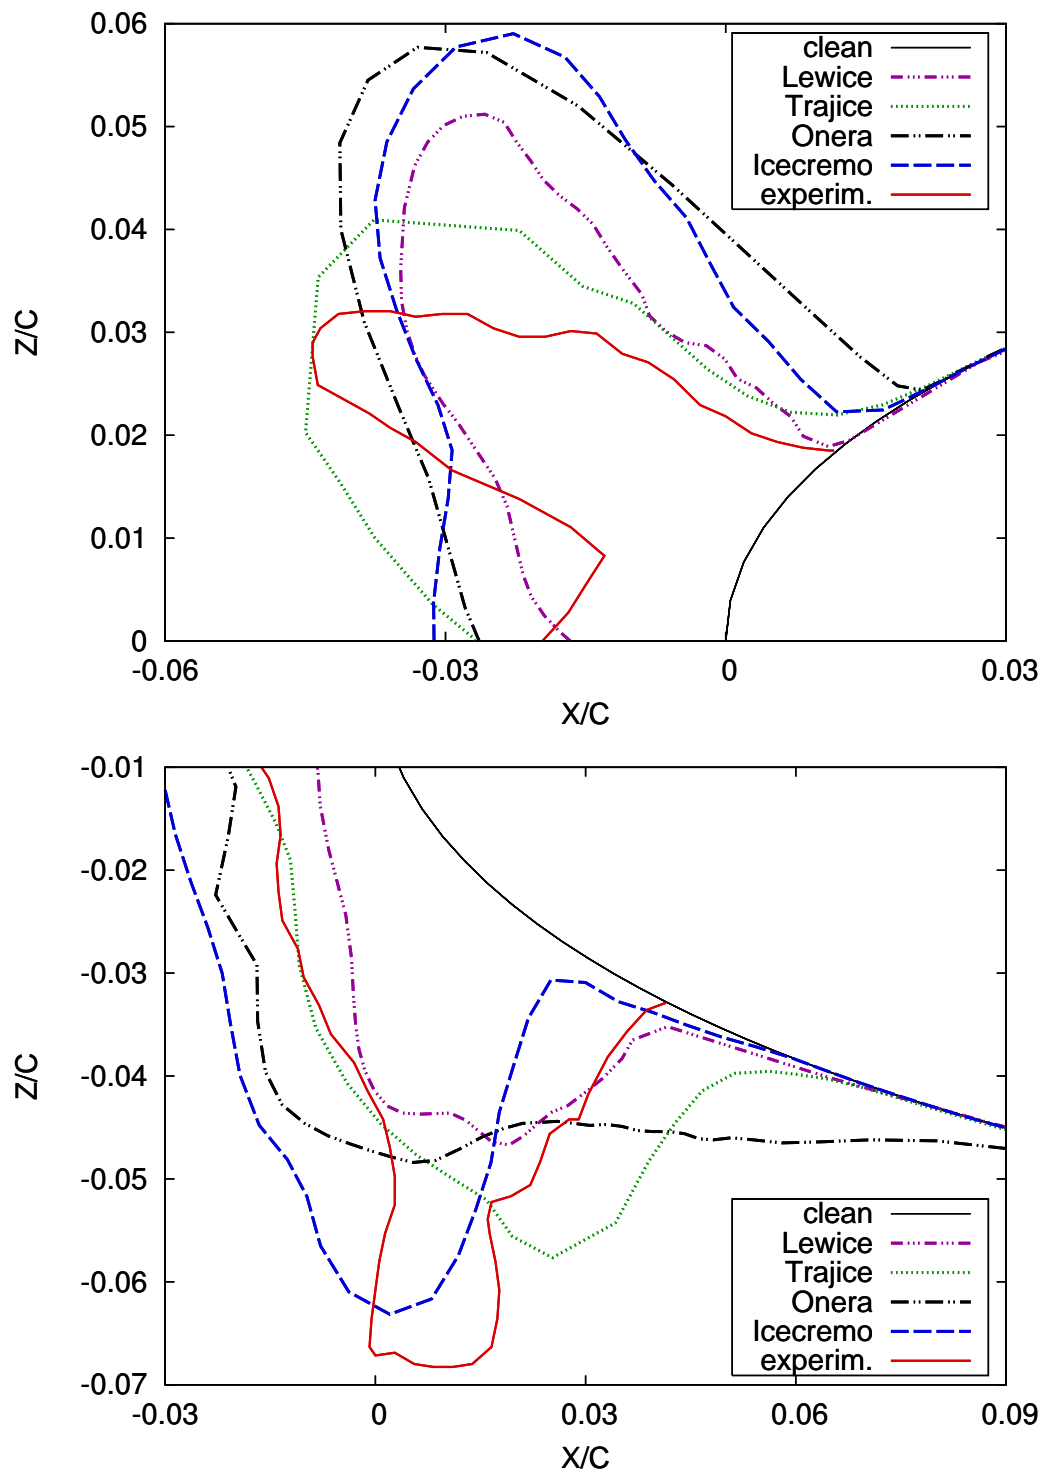 0.06
0.05
0.04
0.03
0.02
0.01
0
Z/C
clean
Lewice
Trajice
Onera
Icecremo
experim.
-0.06
-0.03
0
0.03
X/C
-0.01
-0.02
-0.03
-0.04
-0.05
-0.06
-0.07
Z/C
clean
Lewice
Trajice
Onera
Icecremo
experim.
-0.03
0
0.03
0.06
0.09
X/C